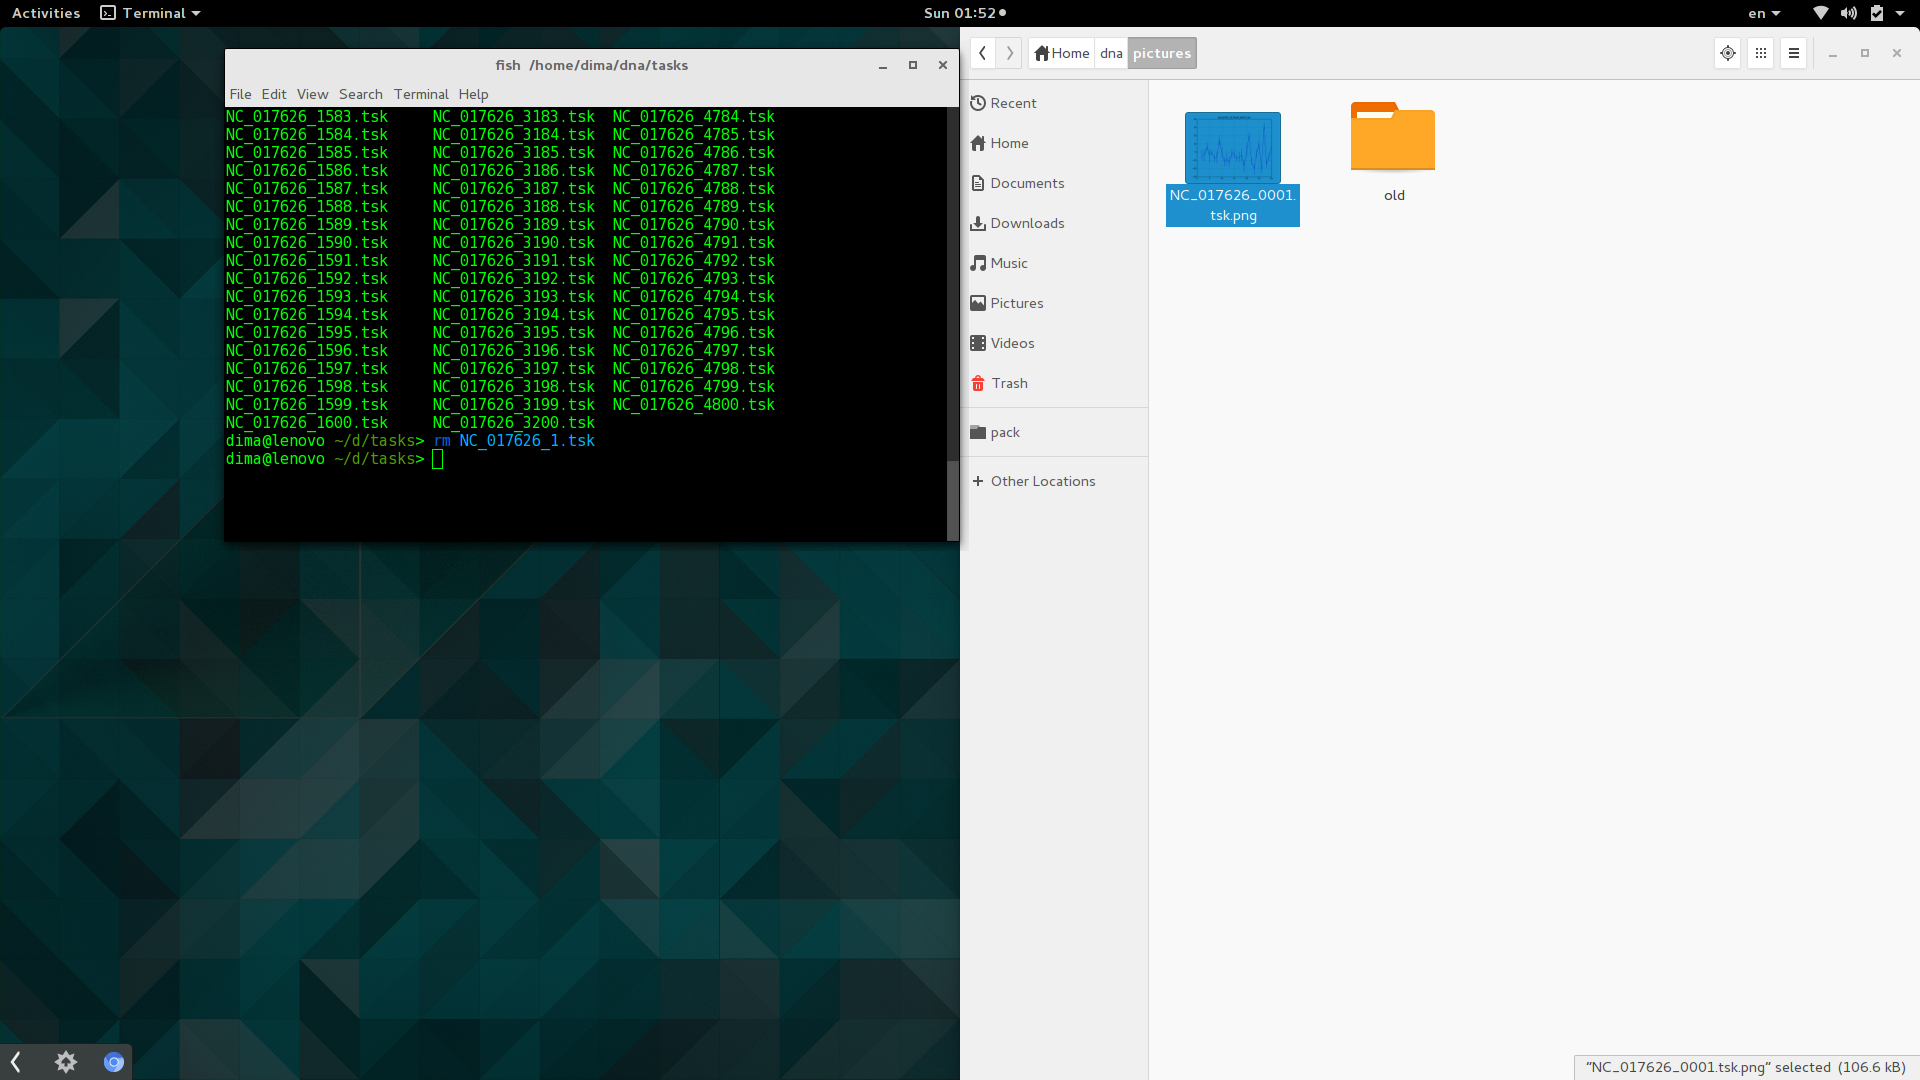 Activities Terminal Sun 01:52 en
fish /home/dima/dna/tasks
File Edit View Search Terminal Help
NC_017626_1583.tsk NC_017626_3183.tsk NC_017626_4784.tsk
NC_017626_1584.tsk NC_017626_3184.tsk NC_017626_4785.tsk
NC_017626_1585.tsk NC_017626_3185.tsk NC_017626_4786.tsk
NC_017626_1586.tsk NC_017626_3186.tsk NC_017626_4787.tsk
NC_017626_1587.tsk NC_017626_3187.tsk NC_017626_4788.tsk
NC_017626_1588.tsk NC_017626_3188.tsk NC_017626_4789.tsk
NC_017626_1589.tsk NC_017626_3189.tsk NC_017626_4790.tsk
NC_017626_1590.tsk NC_017626_3190.tsk NC_017626_4791.tsk
NC_017626_1591.tsk NC_017626_3191.tsk NC_017626_4792.tsk
NC_017626_1592.tsk NC_017626_3192.tsk NC_017626_4793.tsk
NC_017626_1593.tsk NC_017626_3193.tsk NC_017626_4794.tsk
NC_017626_1594.tsk NC_017626_3194.tsk NC_017626_4795.tsk
NC_017626_1595.tsk NC_017626_3195.tsk NC_017626_4796.tsk
NC_017626_1596.tsk NC_017626_3196.tsk NC_017626_4797.tsk
NC_017626_1597.tsk NC_017626_3197.tsk NC_017626_4798.tsk
NC_017626_1598.tsk NC_017626_3198.tsk NC_017626_4799.tsk
NC_017626_1599.tsk NC_017626_3199.tsk NC_017626_4800.tsk
NC_017626_1600.tsk NC_017626_3200.tsk
dima@lenovo ~/d/tasks> rm NC_017626_1.tsk
dima@lenovo ~/d/tasks>
Home dna pictures
Recent
Home
Documents
Downloads
Music
Pictures
Videos
Trash
pack
Other Locations
NC_017626_0001.
tsk.png
old
"NC_017626_0001.tsk.png" selected (106.6 kB)